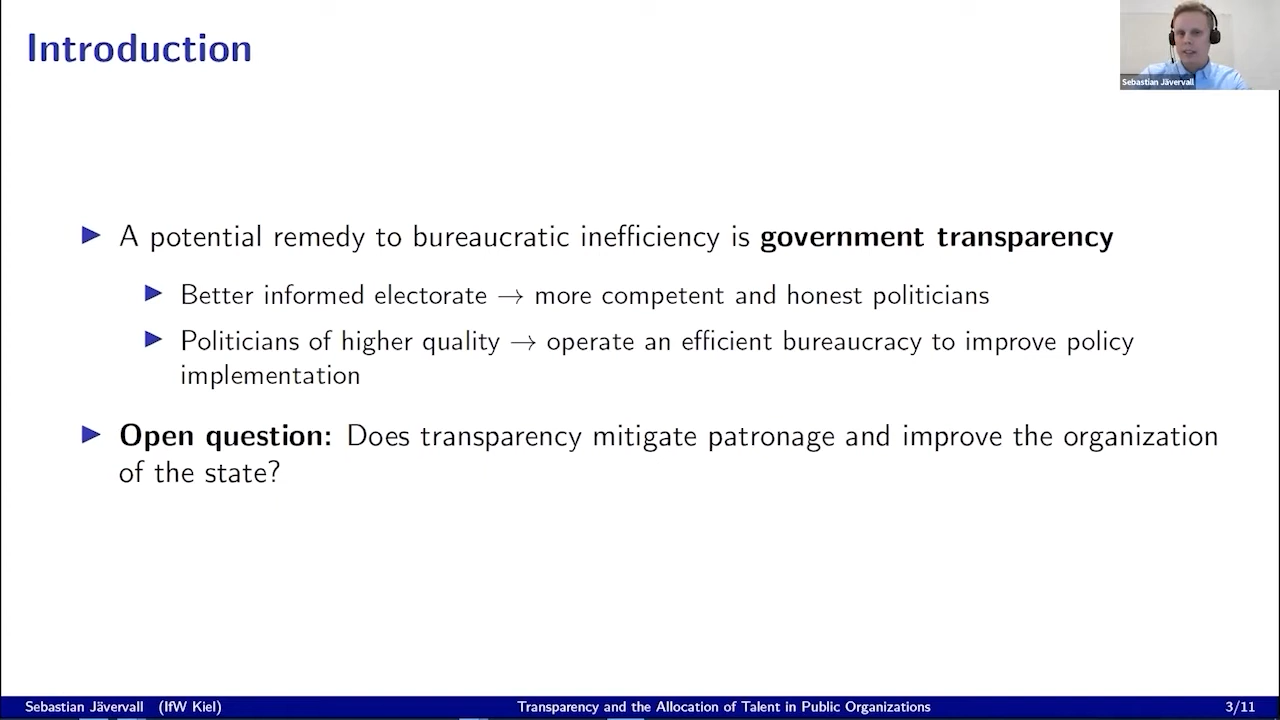 Introduction
Sebastian Jävervall
A potential remedy to bureaucratic inefficiency is government transparency
Better informed electorate → more competent and honest politicians
Politicians of higher quality → operate an efficient bureaucracy to improve policy
implementation
Open question: Does transparency mitigate patronage and improve the organization
of the state?
Sebastian Jävervall (IfW Kiel) Transparency and the Allocation of Talent in Public Organizations 3/11